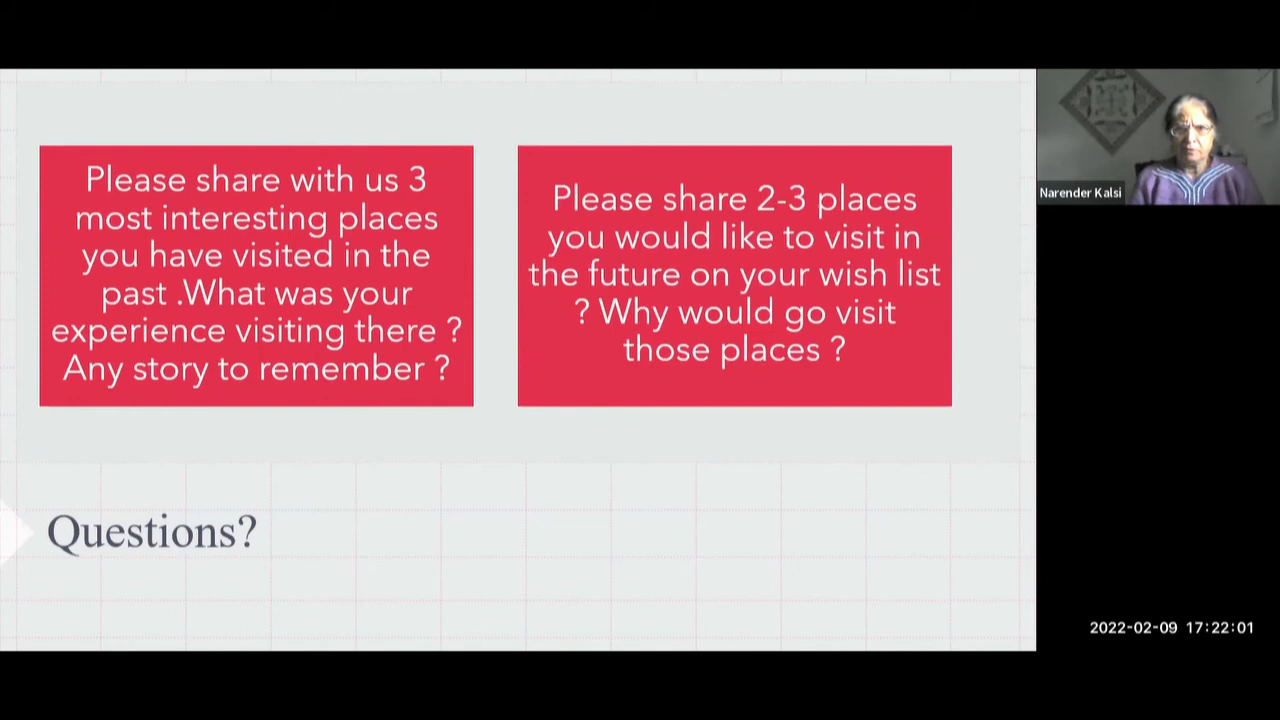 Please share with us 3
most interesting places
you have visited in the
past .What was your
experience visiting there ?
Any story to remember ?
Please share 2-3 places
you would like to visit in
the future on your wish list
? Why would go visit
those places ?
Questions?
Narender Kalsi
2022-02-09 17:22:01